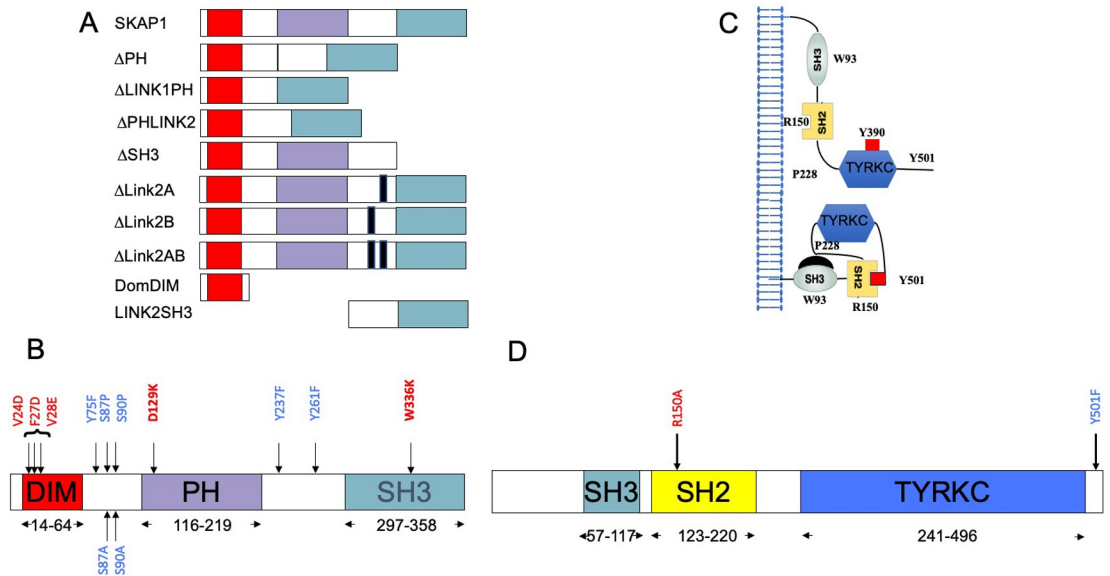 A
SKAP1
ΔPH
ΔLINK1PH
ΔPHLINK2
ΔSH3
ΔLink2A
ΔLink2B
ΔLink2AB
DomDIM
LINK2SH3
C
SH3
W93
R150
SH2
Y390
TYRKC
Y501
P228
TYRKC
P228
SH3
SH2
Y501
W93
R150
B
V24D
F27D
V28E
Y75F
S87P
S90P
D129K
Y237F
Y261F
W336K
DIM
PH
SH3
14-64
116-219
297-358
S87A
S90A
D
R150A
Y501F
SH3
SH2
TYRKC
57-117
123-220
241-496